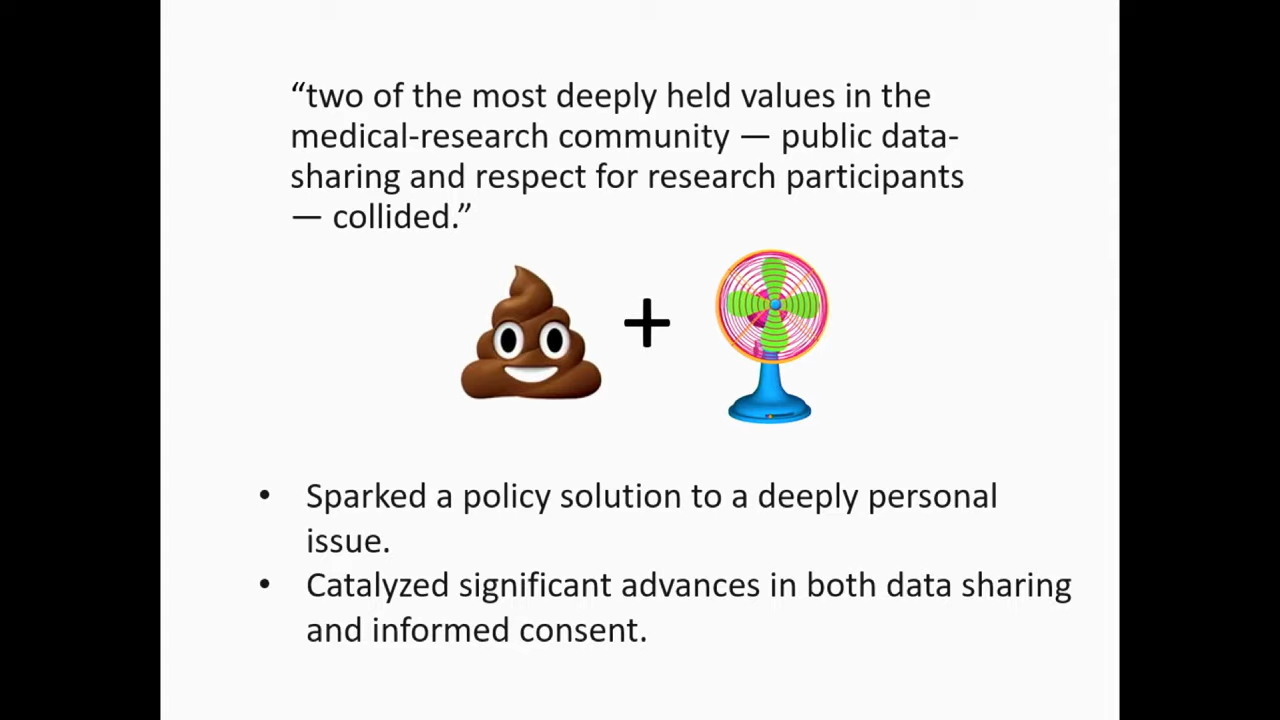 “two of the most deeply held values in the
medical-research community — public data-
sharing and respect for research participants
— collided.”
+
• Sparked a policy solution to a deeply personal
issue.
• Catalyzed significant advances in both data sharing
and informed consent.